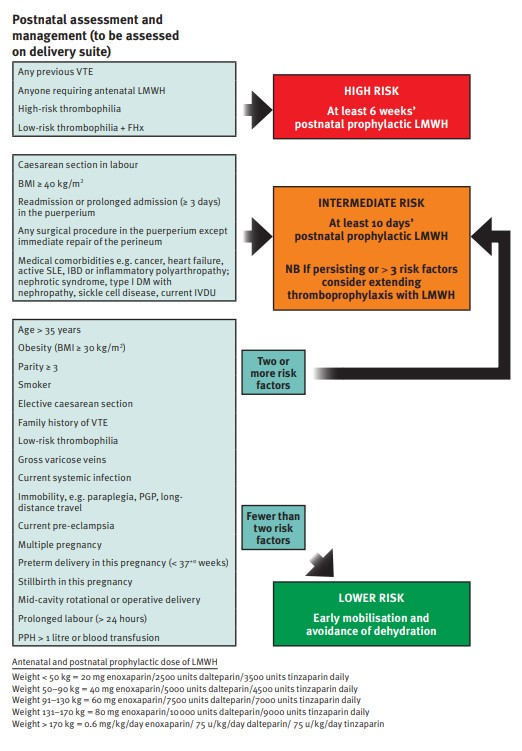 Postnatal assessment and
management (to be assessed
on delivery suite)
Any previous VTE
Anyone requiring antenatal LMWH
High-risk thrombophilia
Low-risk thrombophilia + FHx
HIGH RISK
At least 6 weeks’
postnatal prophylactic LMWH
Caesarean section in labour
BMI ≥ 40 kg/m²
Readmission or prolonged admission (≥ 3 days)
in the puerperium
Any surgical procedure in the puerperium except
immediate repair of the perineum
Medical comorbidities e.g. cancer, heart failure,
active SLE, IBD or inflammatory polyarthropathy;
nephrotic syndrome, type I DM with
nephropathy, sickle cell disease, current IVDU
INTERMEDIATE RISK
At least 10 days’
postnatal prophylactic LMWH
NB If persisting or > 3 risk factors
consider extending
thromboprophylaxis with LMWH
Age > 35 years
Obesity (BMI ≥ 30 kg/m²)
Parity ≥ 3
Smoker
Elective caesarean section
Family history of VTE
Low-risk thrombophilia
Gross varicose veins
Current systemic infection
Immobility, e.g. paraplegia, PGP, long-
distance travel
Current pre-eclampsia
Multiple pregnancy
Preterm delivery in this pregnancy (< 37⁺⁰ weeks)
Stillbirth in this pregnancy
Mid-cavity rotational or operative delivery
Prolonged labour (> 24 hours)
PPH > 1 litre or blood transfusion
Two or
more risk
factors
Fewer than
two risk
factors
LOWER RISK
Early mobilisation and
avoidance of dehydration
Antenatal and postnatal prophylactic dose of LMWH
Weight < 50 kg = 20 mg enoxaparin/2500 units dalteparin/3500 units tinzaparin daily
Weight 50–90 kg = 40 mg enoxaparin/5000 units dalteparin/4500 units tinzaparin daily
Weight 91–130 kg = 60 mg enoxaparin/7500 units dalteparin/7000 units tinzaparin daily
Weight 131–170 kg = 80 mg enoxaparin/10 000 units dalteparin/9000 units tinzaparin daily
Weight > 170 kg = 0.6 mg/kg/day enoxaparin/ 75 u/kg/day dalteparin/ 75 u/kg/day tinzaparin